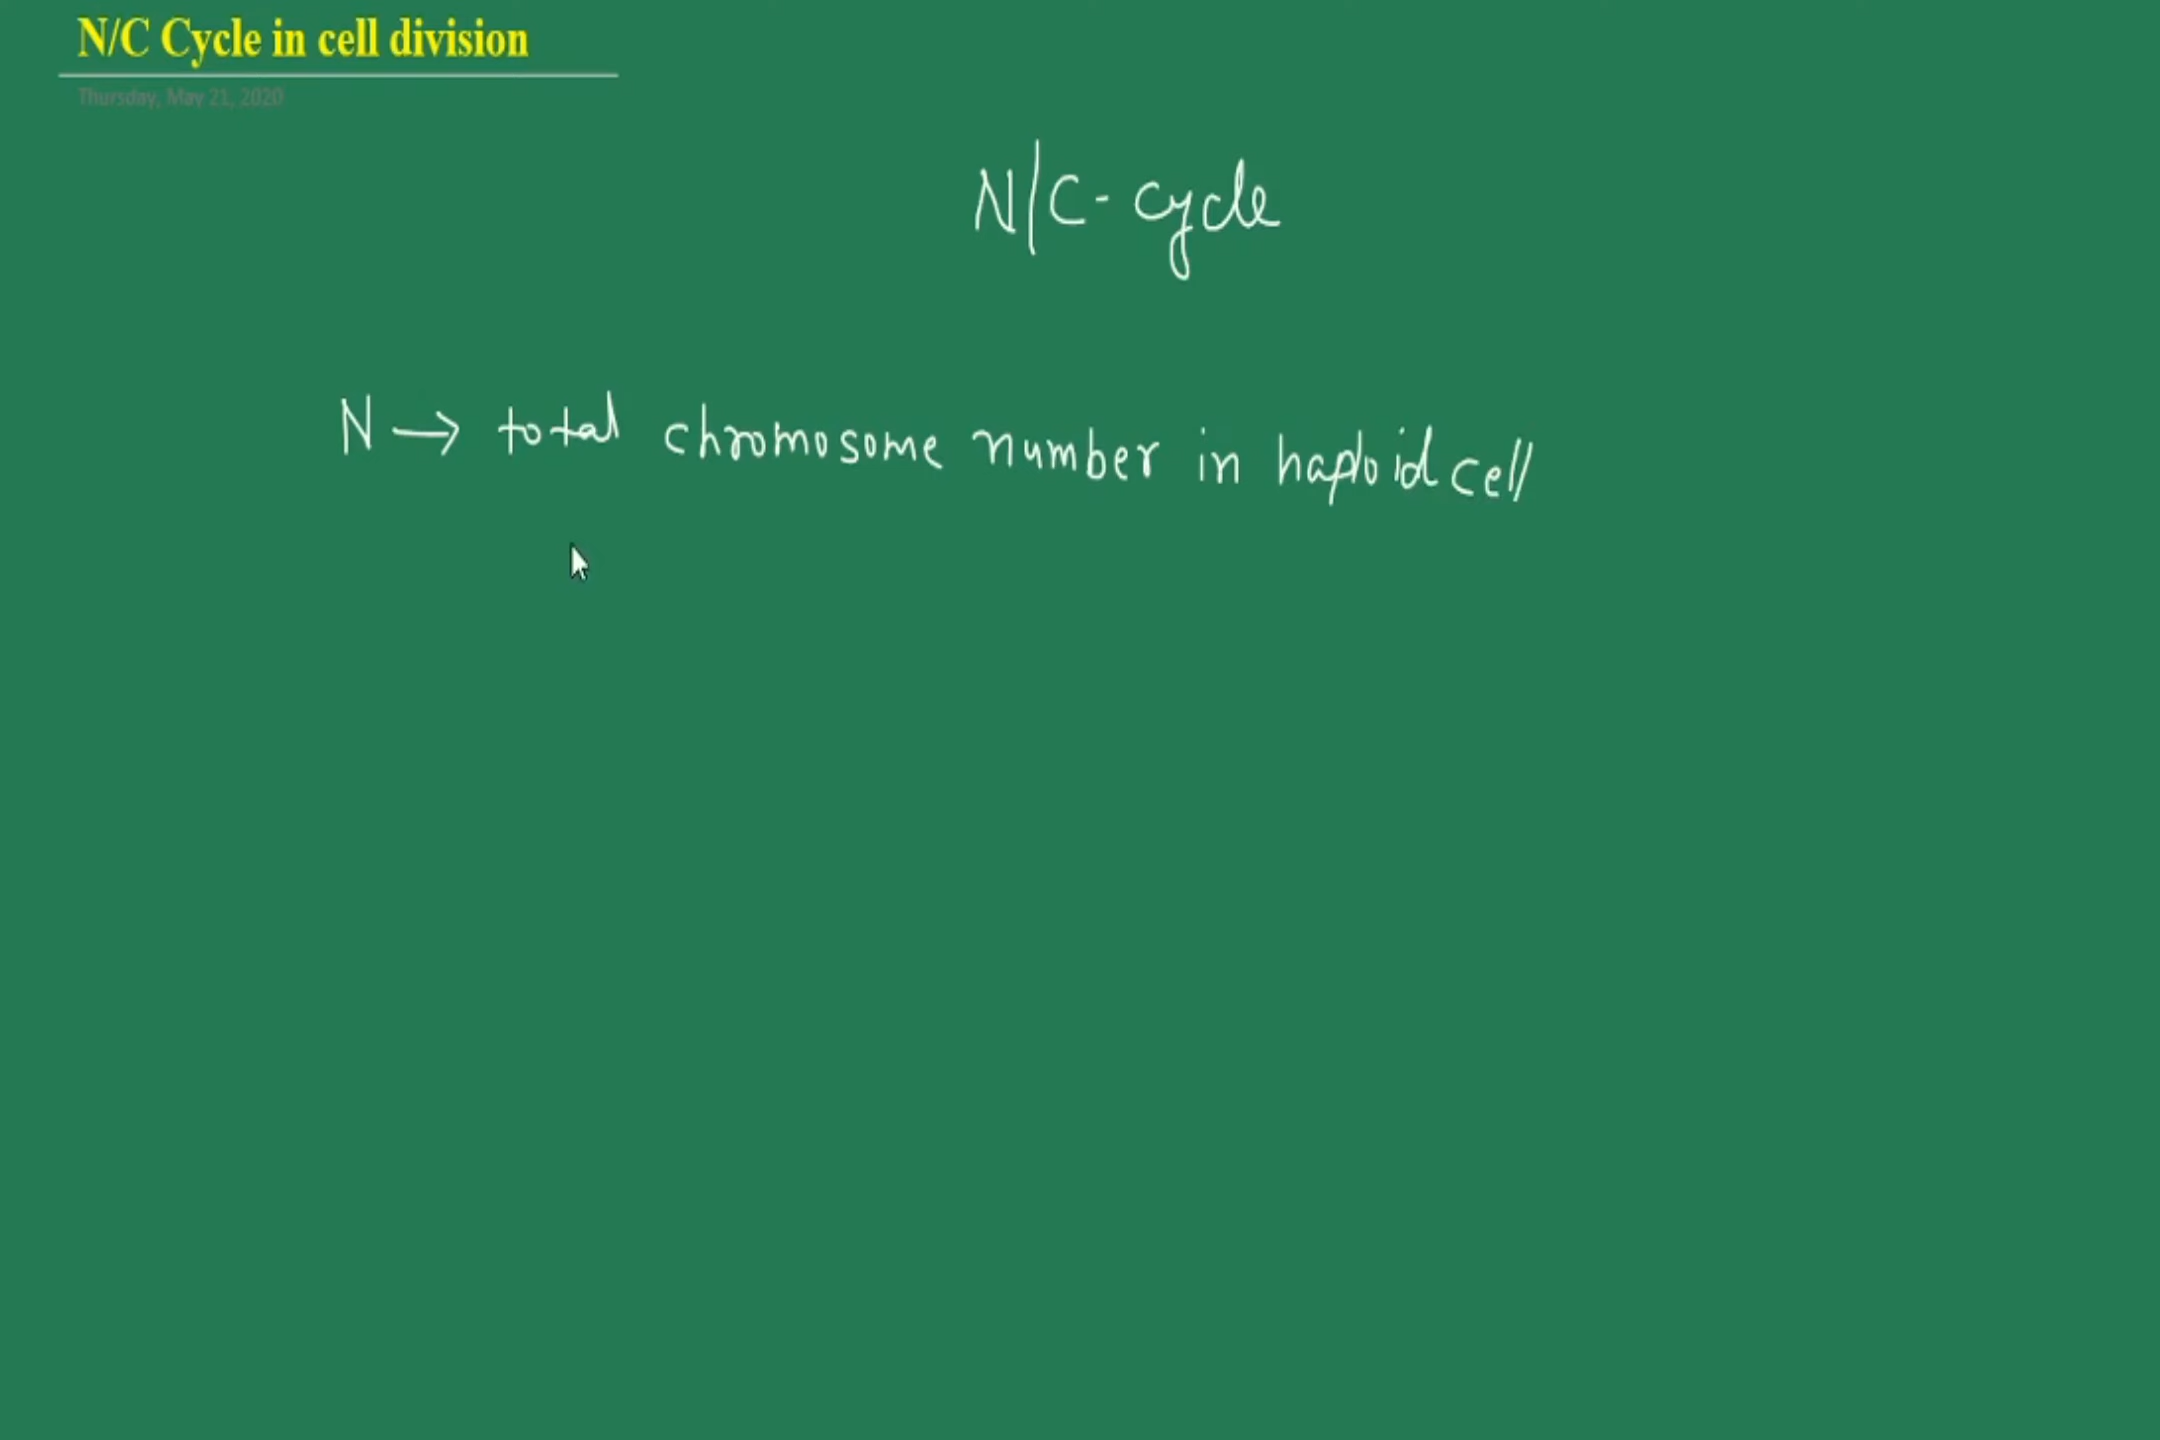 N/C Cycle in cell division
Thursday, May 21, 2020
N/C- cycle
N → total chromosome number in haploid cell